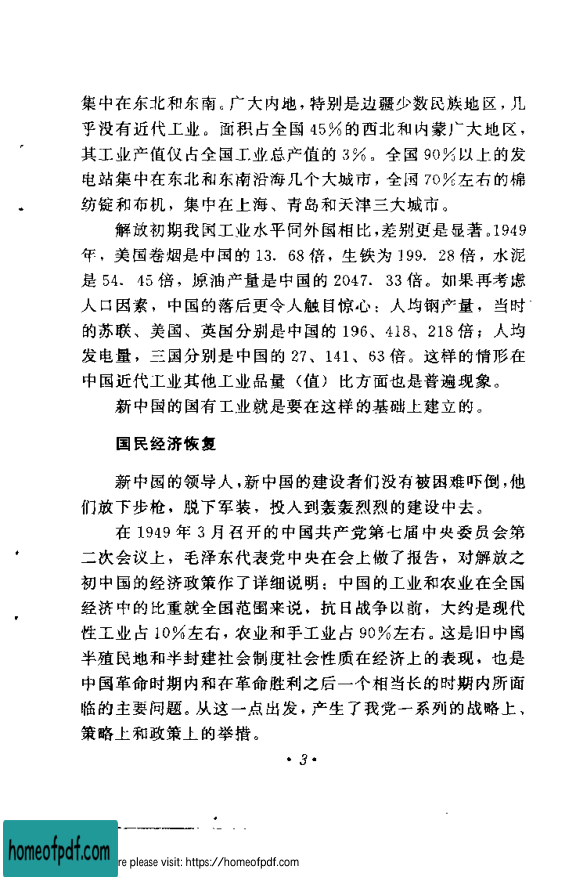 集中在东北和东南。广大内地，特别是边疆少数民族地区，几
乎没有近代工业。面积占全国45%的西北和内蒙广大地区，
其工业产值仅占全国工业总产值的3%。全国90%以上的发
电站集中在东北和东南沿海几个大城市，全国70%左右的棉
纺锭和布机，集中在上海、青岛和天津三大城市。
解放初期我国工业水平同外国相比，差别更是显著。1949
年，美国卷烟是中国的13．68倍，生铁为199．28倍，水泥
是54．45倍，原油产量是中国的2047．33倍。如果再考虑
人口因素，中国的落后更令人触目惊心：人均钢产量，当时
的苏联、美国、英国分别是中国的196、418、218倍；人均
发电量，三国分别是中国的27、141、63倍。这样的情形在
中国近代工业其他工业品量（值）比方面也是普遍现象。
新中国的国有工业就是要在这样的基础上建立的。
国民经济恢复
新中国的领导人，新中国的建设者们没有被困难吓倒，他
们放下步枪，脱下军装，投入到轰轰烈烈的建设中去。
在1949年3月召开的中国共产党第七届中央委员会第
二次会议上，毛泽东代表党中央在会上做了报告，对解放之
初中国的经济政策作了详细说明：中国的工业和农业在全国
经济中的比重就全国范围来说，抗日战争以前，大约是现代
性工业占10%左右，农业和手工业占90%左右。这是旧中国
半殖民地和半封建社会制度社会性质在经济上的表现，也是
中国革命时期内和在革命胜利之后一个相当长的时期内所面
临的主要问题。从这一点出发，产生了我党一系列的战略上、
策略上和政策上的举措。
·3·
homeofpdf.com
re please visit: https://homeofpdf.com